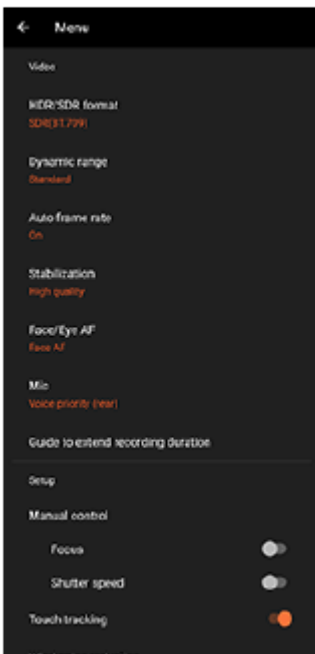 Menu
Video
HDR/SDR format
SDR(BT.709)
Dynamic range
Standard
Auto frame rate
On
Stabilization
High quality
Face/Eye AF
Face AF
Mic
Voice priority (rear)
Guide to extend recording duration
Setup
Manual control
Focus
Shutter speed
Touch tracking